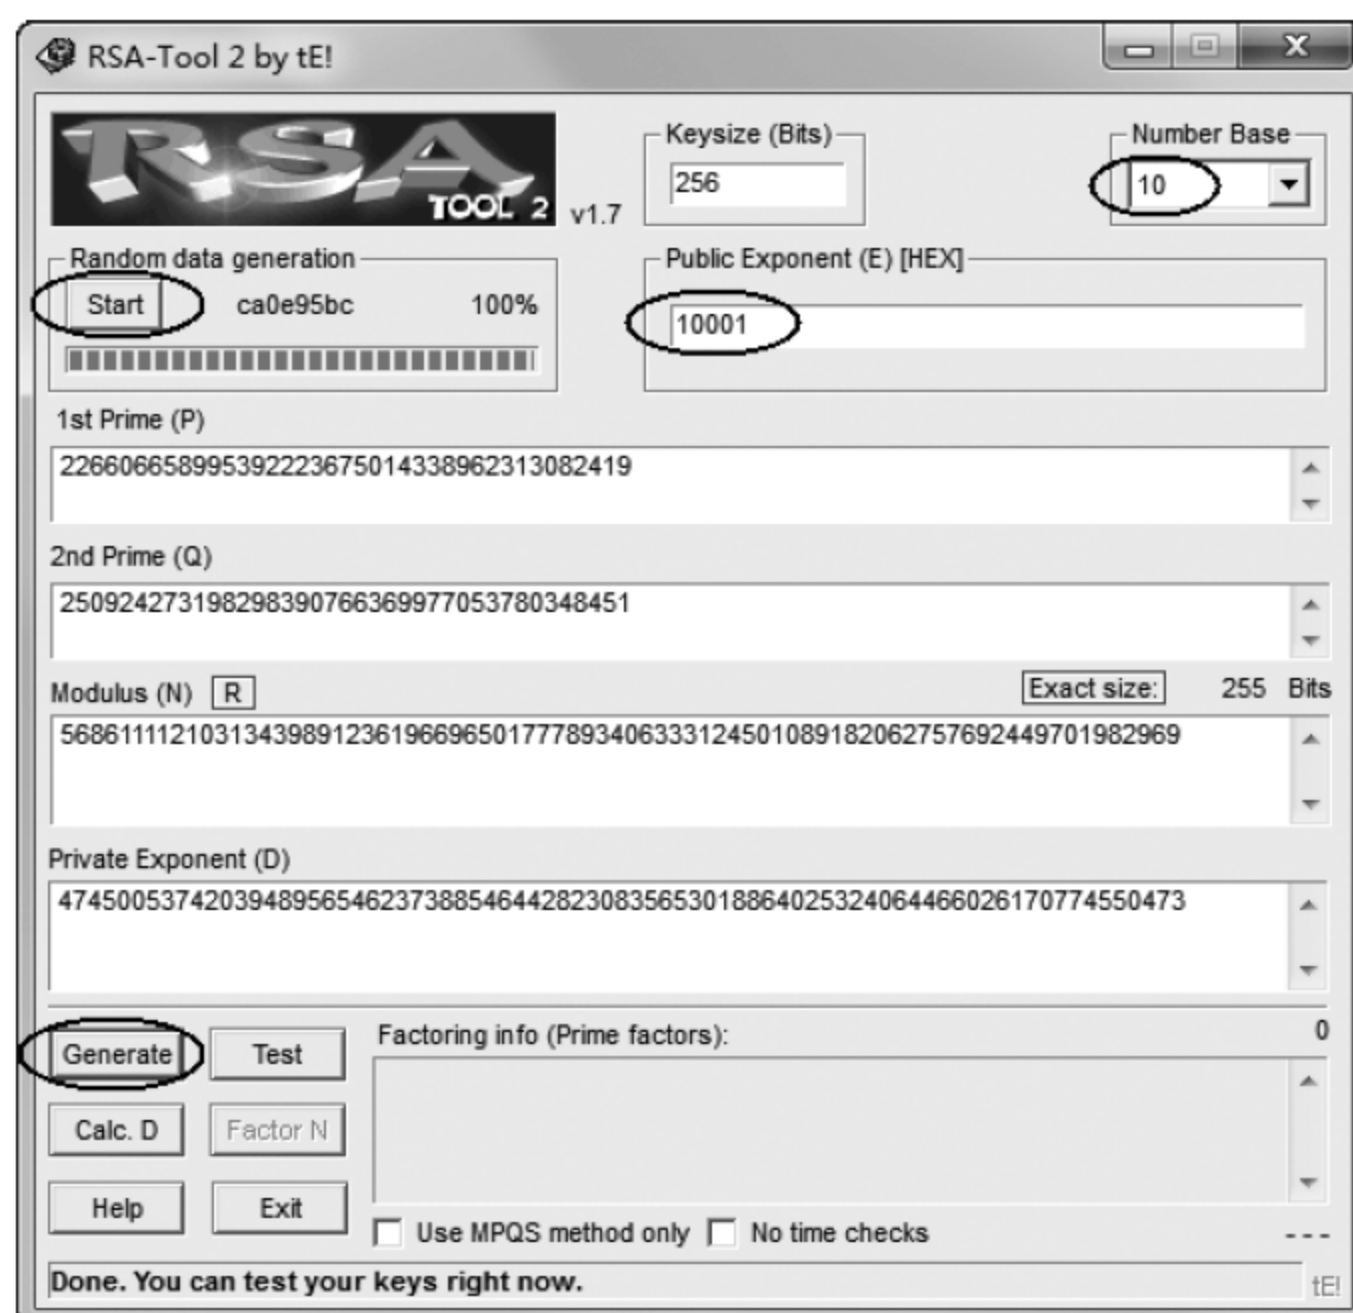 RSA-Tool 2 by tE!
RSA
TOOL 2
v1.7
Keysize (Bits)
256
Number Base
10
Random data generation
Start ca0e95bc 100%
Public Exponent (E) [HEX]
10001
1st Prime (P)
226606658995392223675014338962313082419
2nd Prime (Q)
250924273198298390766369977053780348451
Modulus (N) R Exact size: 255 Bits
56861111210313439891236196696501777893406333124501089182062757692449701982969
Private Exponent (D)
47450053742039489565462373885464428230835653018864025324064466026170774550473
Generate Test
Factoring info (Prime factors): 0
Calc. D Factor N
Help Exit
Use MPQS method only No time checks ---
Done. You can test your keys right now. tE!